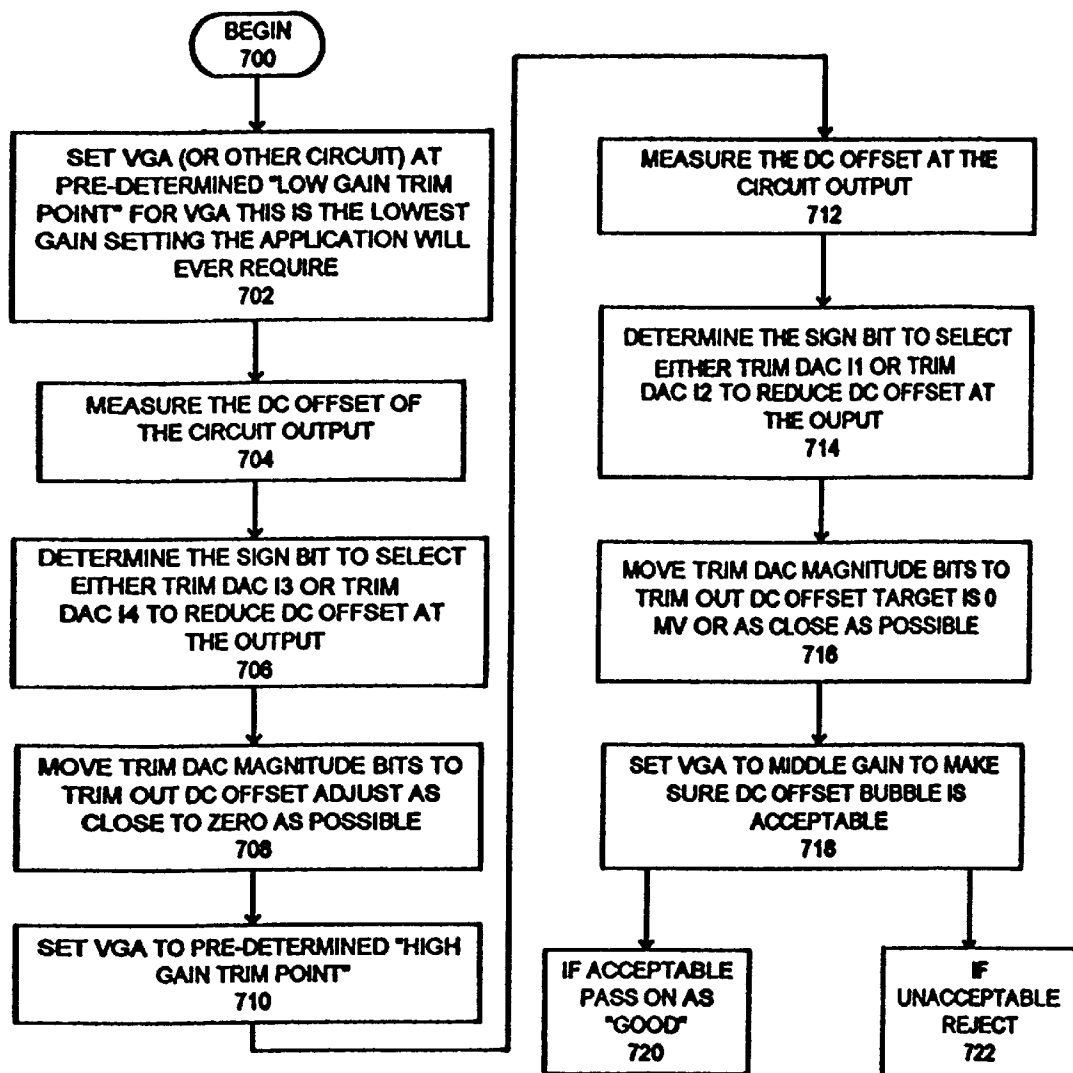 BEGIN
700
SET VGA (OR OTHER CIRCUIT) AT
PRE-DETERMINED "LOW GAIN TRIM
POINT" FOR VGA THIS IS THE LOWEST
GAIN SETTING THE APPLICATION WILL
EVER REQUIRE
702
MEASURE THE DC OFFSET OF
THE CIRCUIT OUTPUT
704
DETERMINE THE SIGN BIT TO SELECT
EITHER TRIM DAC I3 OR TRIM
DAC I4 TO REDUCE DC OFFSET AT
THE OUTPUT
706
MOVE TRIM DAC MAGNITUDE BITS TO
TRIM OUT DC OFFSET ADJUST AS
CLOSE TO ZERO AS POSSIBLE
708
SET VGA TO PRE-DETERMINED "HIGH
GAIN TRIM POINT"
710
MEASURE THE DC OFFSET AT THE
CIRCUIT OUTPUT
712
DETERMINE THE SIGN BIT TO SELECT
EITHER TRIM DAC I1 OR TRIM
DAC I2 TO REDUCE DC OFFSET AT
THE OUPUT
714
MOVE TRIM DAC MAGNITUDE BITS TO
TRIM OUT DC OFFSET TARGET IS 0
MV OR AS CLOSE AS POSSIBLE
716
SET VGA TO MIDDLE GAIN TO MAKE
SURE DC OFFSET BUBBLE IS
ACCEPTABLE
718
IF ACCEPTABLE
PASS ON AS
"GOOD"
720
IF
UNACCEPTABLE
REJECT
722